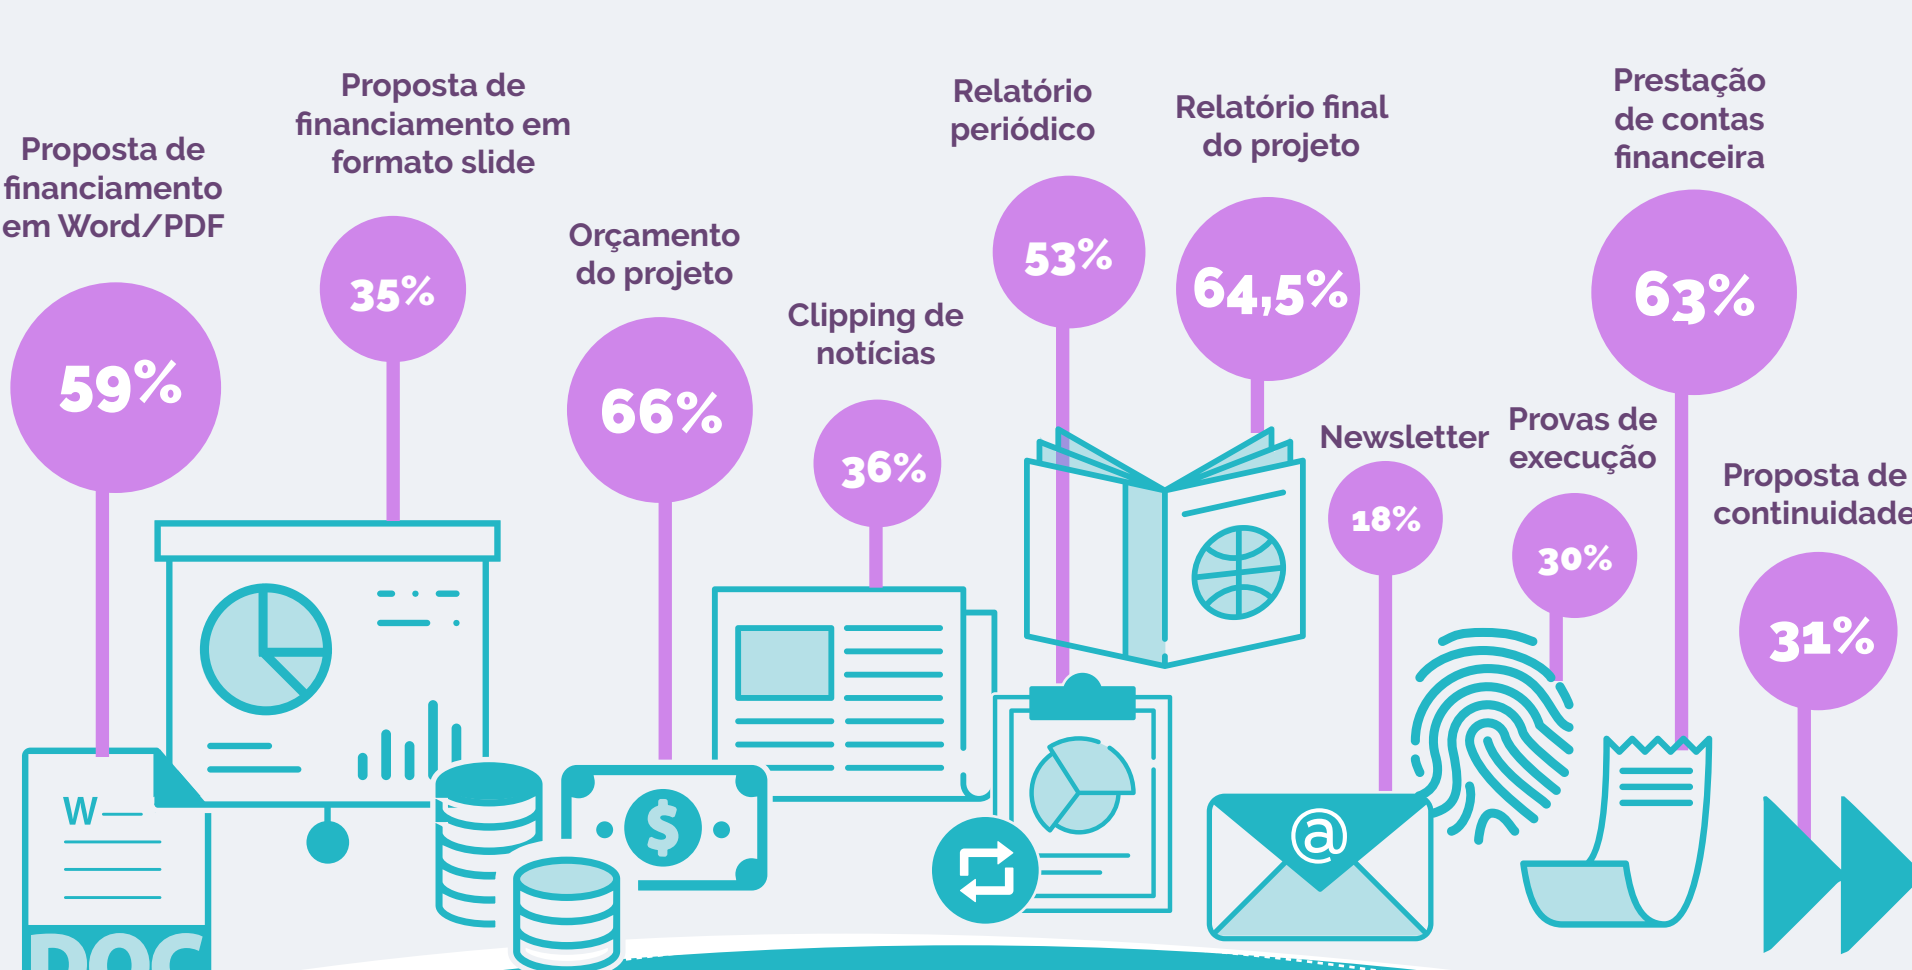 Proposta de
financiamento
em Word/PDF
59%
Proposta de
financiamento em
formato slide
35%
Orçamento
do projeto
66%
Clipping de
notícias
36%
Relatório
periódico
53%
Relatório final
do projeto
64,5%
Newsletter
18%
Provas de
execução
30%
Prestação
de contas
financeira
63%
Proposta de
continuidade
31%
W
$
@
DOC